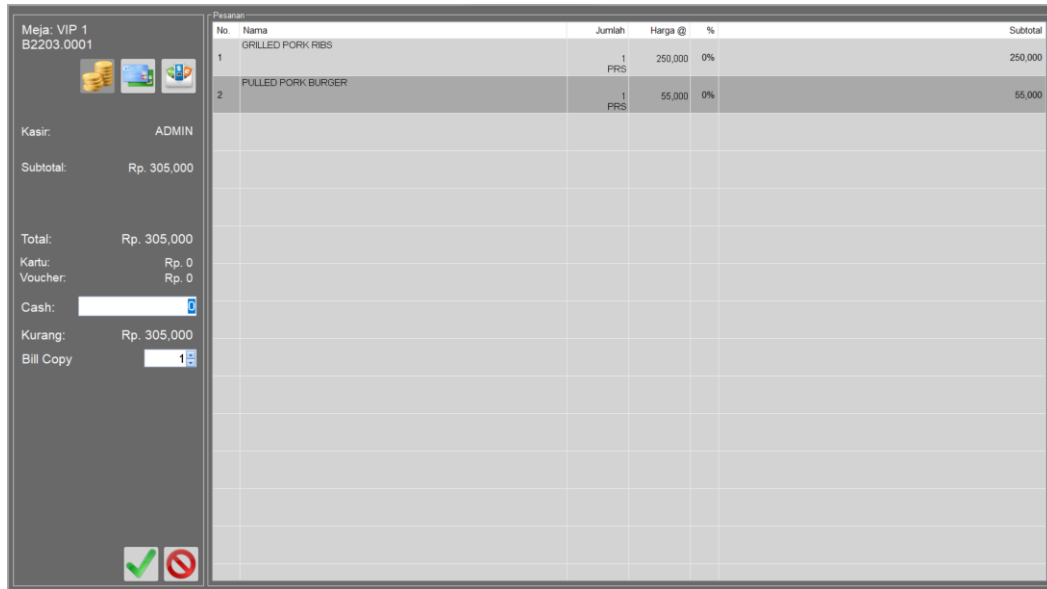 Meja: VIP 1
B2203.0001
Kasir: ADMIN
Subtotal: Rp. 305,000
Total: Rp. 305,000
Kartu: Rp. 0
Voucher: Rp. 0
Cash: 0
Kurang: Rp. 305,000
Bill Copy 1
Pesanan
No. Nama Jumlah Harga @ % Subtotal
GRILLED PORK RIBS
1 1 250,000 0% 250,000
PRS
PULLED PORK BURGER
2 1 55,000 0% 55,000
PRS